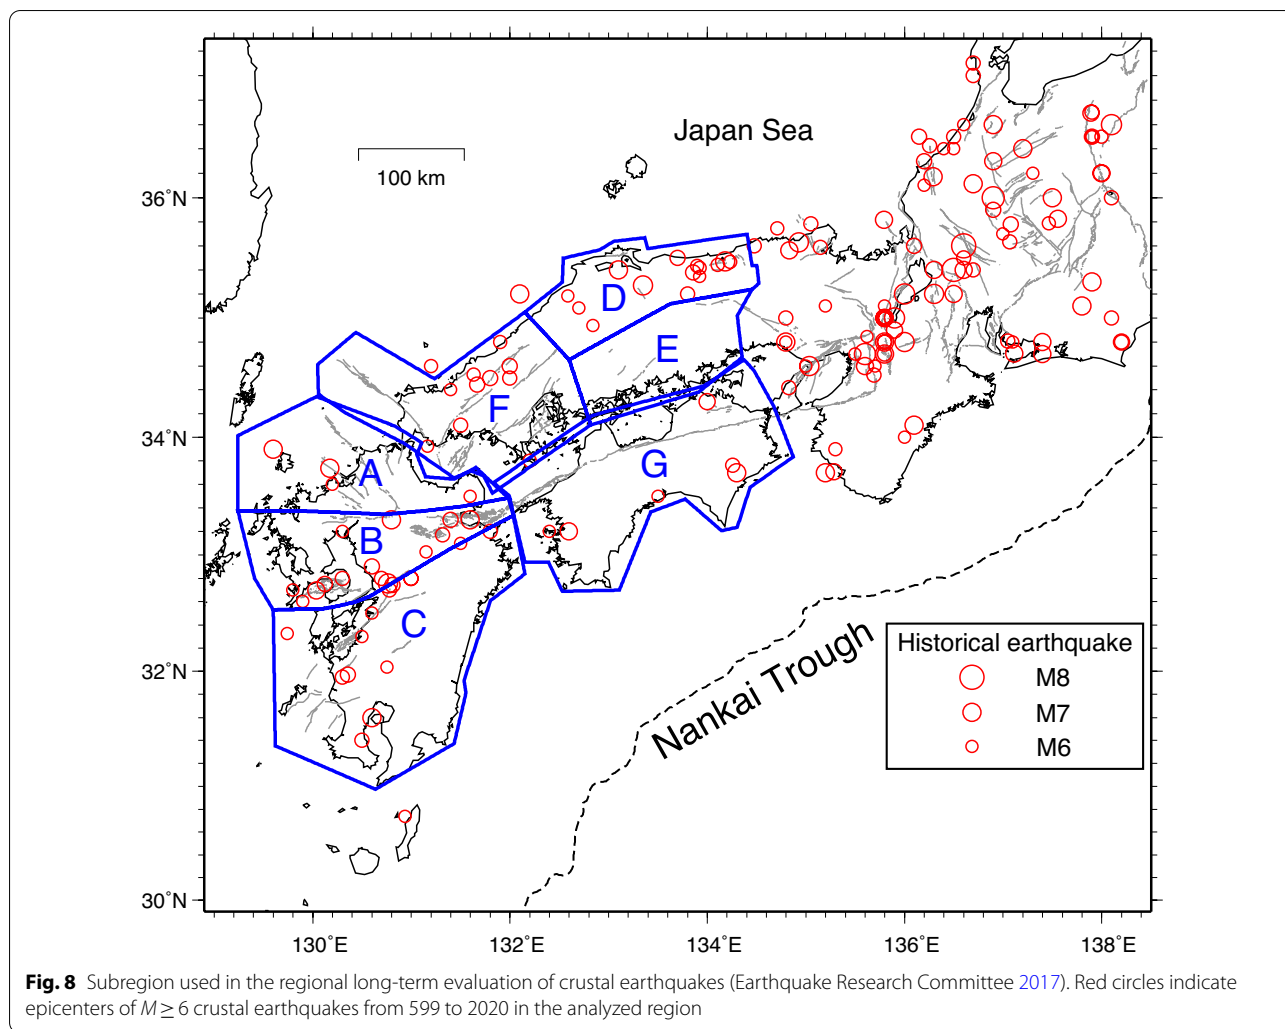 Japan Sea
100 km
36°N
D
E
F
34°N
G
A
B
C
Nankai Trough
Historical earthquake
32°N
M8
M7
M6
30°N
130°E
132°E
134°E
136°E
138°E
Fig. 8 Subregion used in the regional long-term evaluation of crustal earthquakes (Earthquake Research Committee 2017). Red circles indicate
epicenters of M ≥ 6 crustal earthquakes from 599 to 2020 in the analyzed region